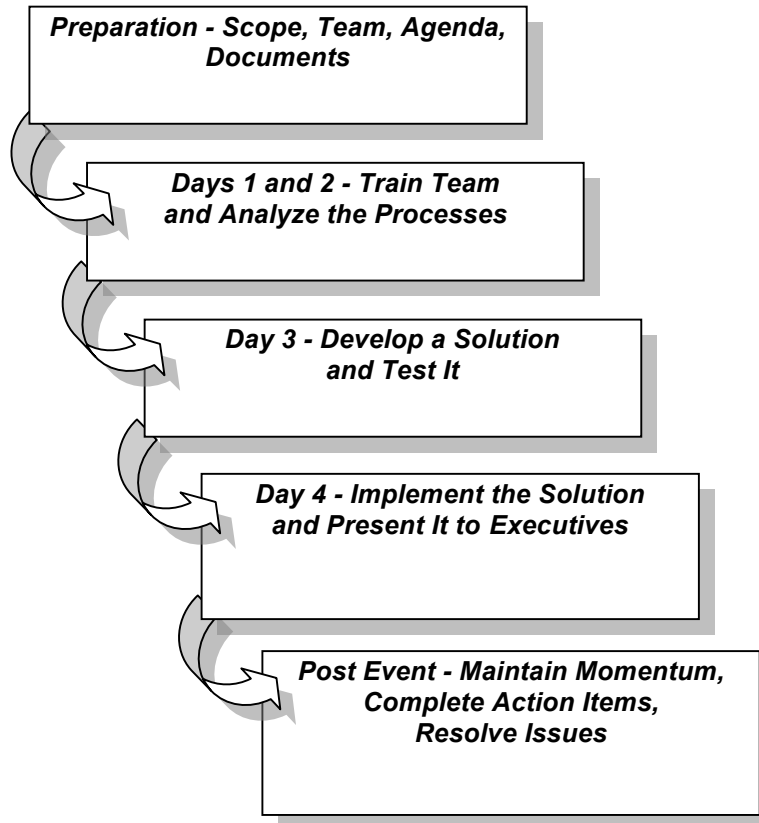 Preparation - Scope, Team, Agenda,
Documents
Days 1 and 2 - Train Team
and Analyze the Processes
Day 3 - Develop a Solution
and Test It
Day 4 - Implement the Solution
and Present It to Executives
Post Event - Maintain Momentum,
Complete Action Items,
Resolve Issues